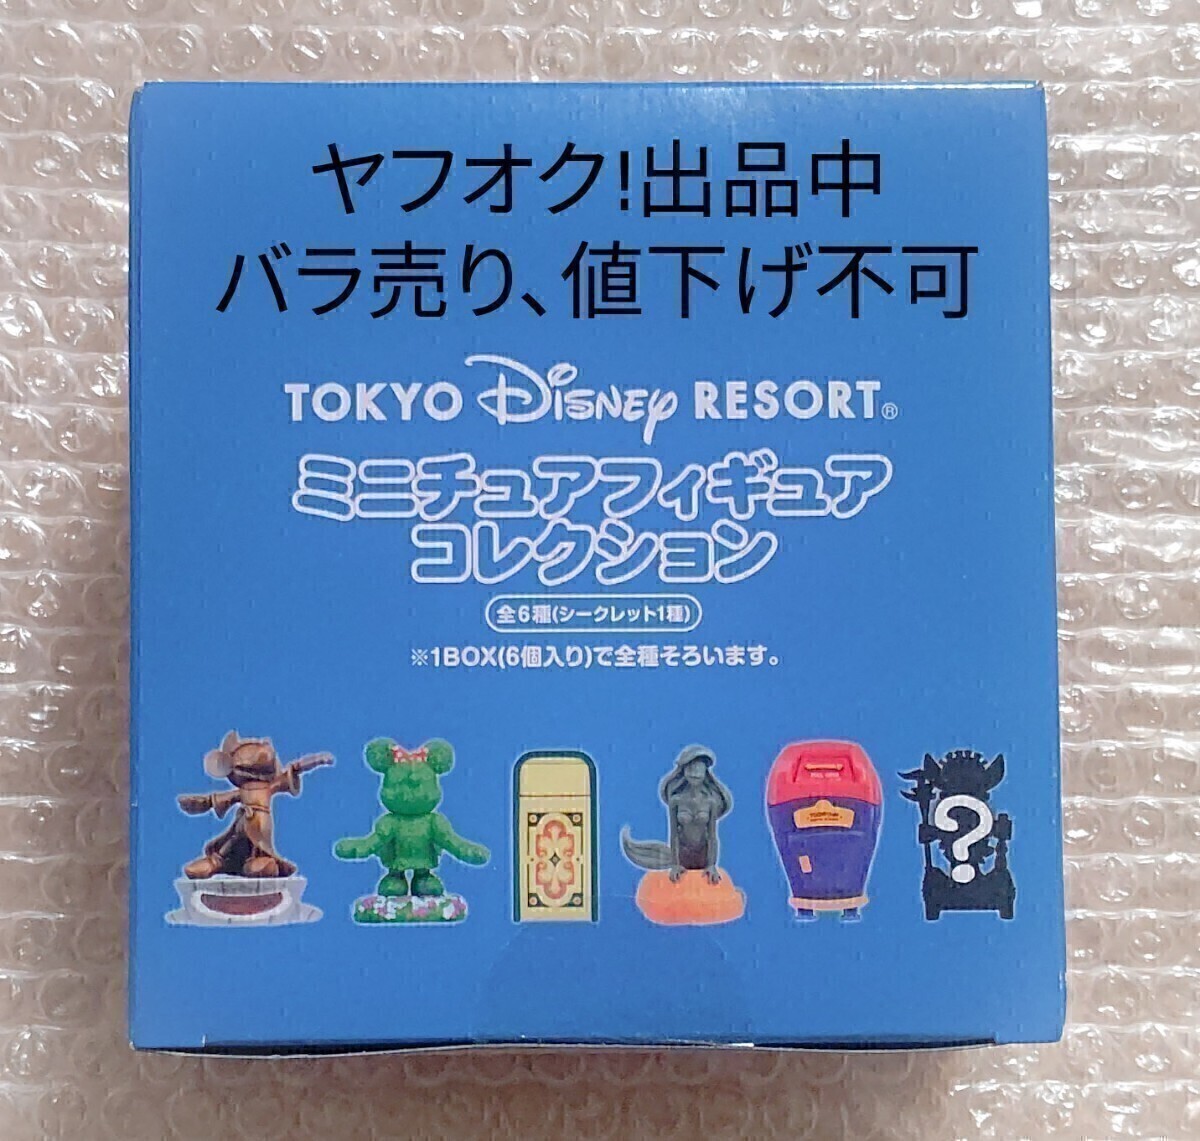 ヤフオク!出品中
バラ売り、値下げ不可
TOKYO Disney RESORT®
ミニチュアフィギュア
コレクション
全6種(シークレット1種)
※1BOX(6個入り)で全種そろいます。
?